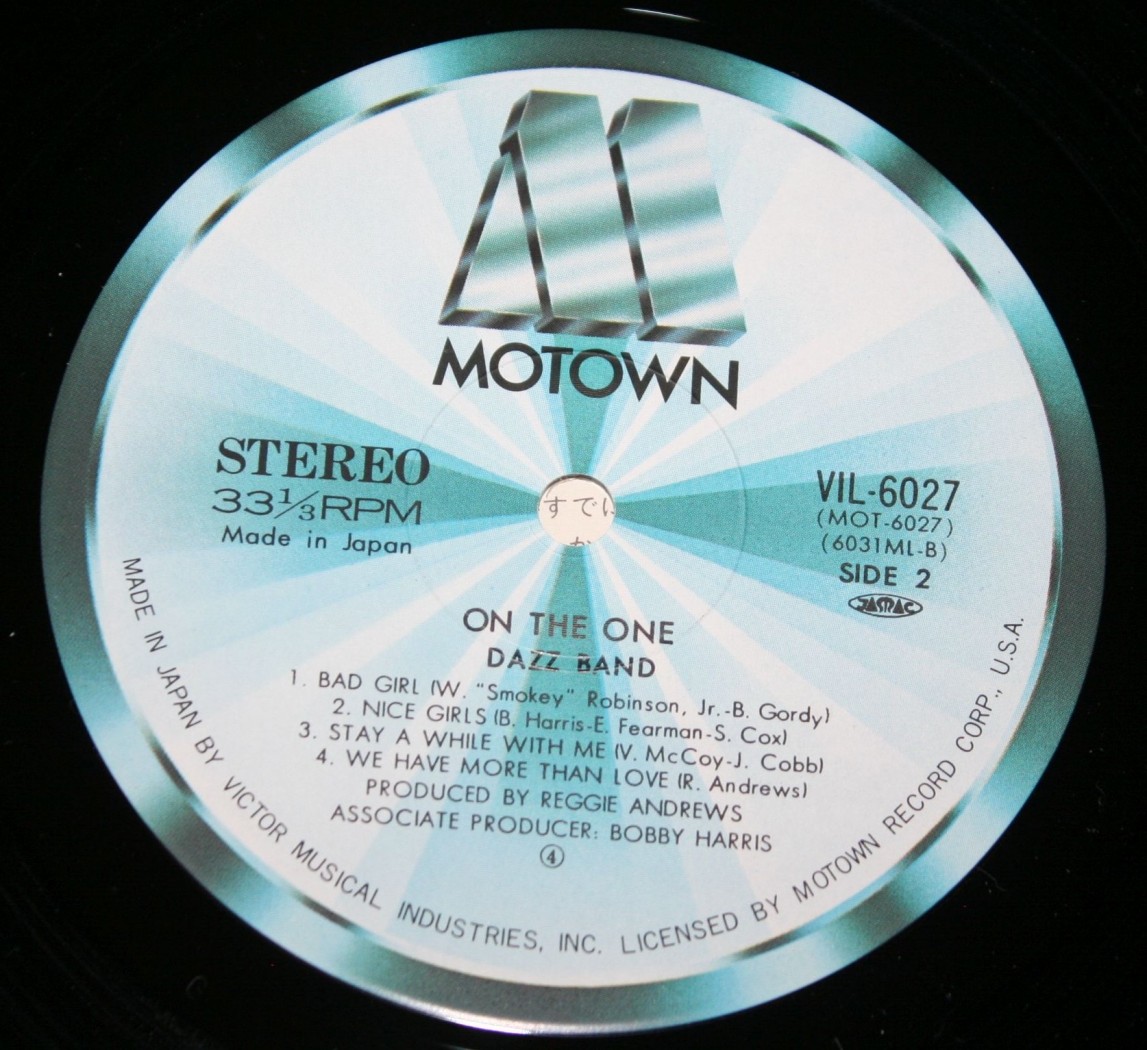 MOTOWN
STEREO
33⅓ RPM
Made in Japan
VIL-6027
(MOT-6027)
(6031ML-B)
SIDE 2
JASRAC
すでに
か
ON THE ONE
DAZZ BAND
1. BAD GIRL (W. "Smokey" Robinson, Jr.-B. Gordy)
2. NICE GIRLS (B. Harris-E. Fearman-S. Cox)
3. STAY A WHILE WITH ME (V. McCoy-J. Cobb)
4. WE HAVE MORE THAN LOVE (R. Andrews)
PRODUCED BY REGGIE ANDREWS
ASSOCIATE PRODUCER: BOBBY HARRIS
④
MADE IN JAPAN BY VICTOR MUSICAL INDUSTRIES, INC. LICENSED BY MOTOWN RECORD CORP., U.S.A.